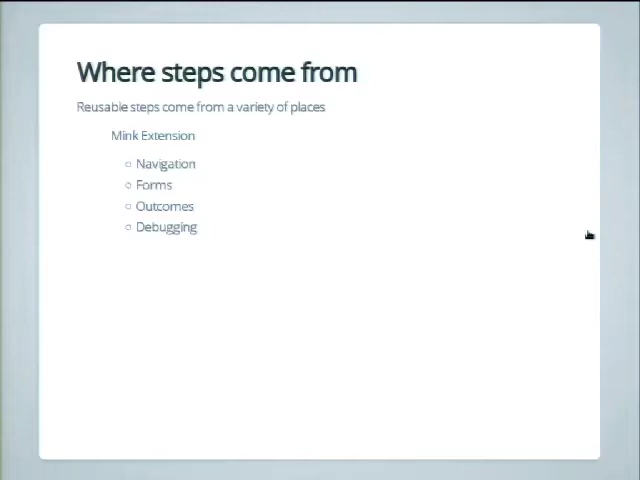 Where steps come from
Reusable steps come from a variety of places
Mink Extension
Navigation
Forms
Outcomes
Debugging